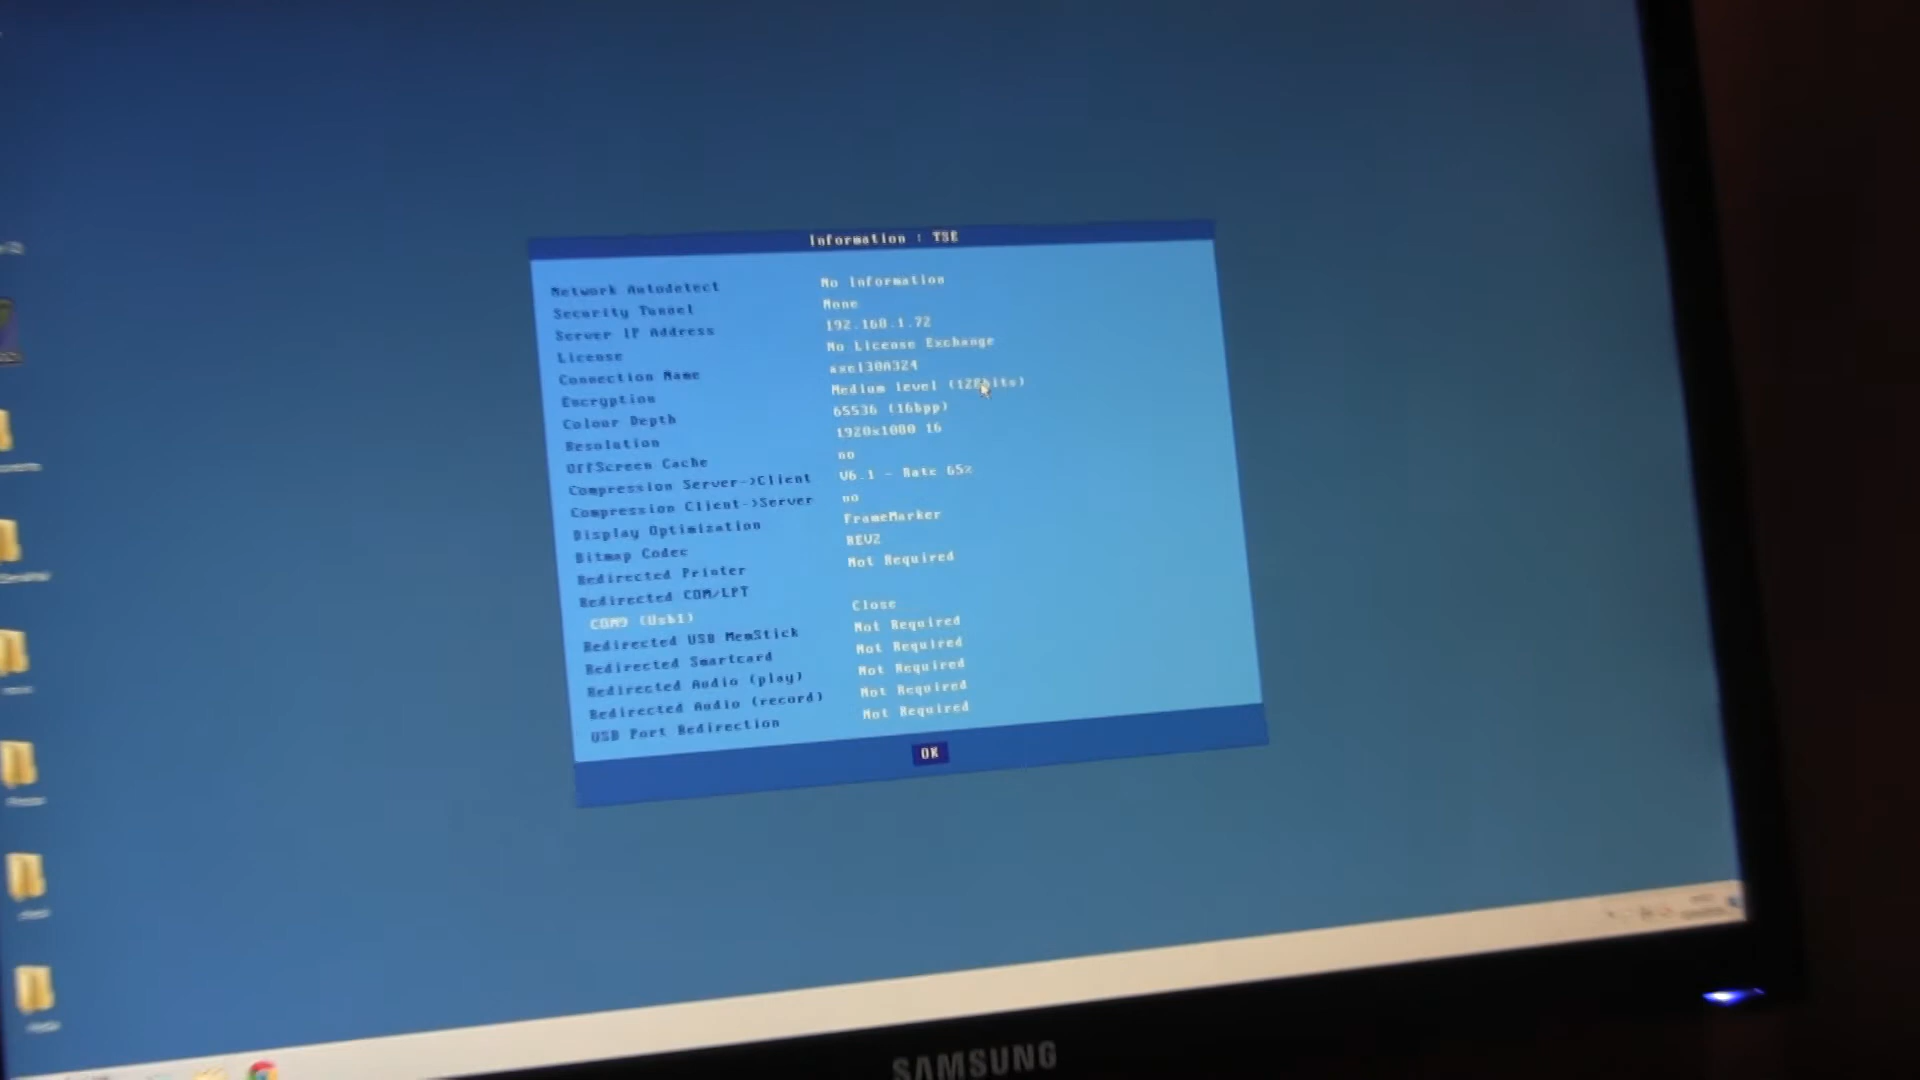 Information : TSE
Network Autodetect No Information
Security Tunnel None
Server IP Address 192.168.1.72
License No License Exchange
Connection Name axel30A324
Encryption Medium level (128bits)
Colour Depth 65536 (16bpp)
Resolution 1920x1080 16
OffScreen Cache no
Compression Server->Client V6.1 - Rate 65%
Compression Client->Server no
Display Optimization FrameMarker
Bitmap Codec REV2
Redirected Printer Not Required
Redirected COM/LPT
COM9 (Usb1) Close
Redirected USB MemStick Not Required
Redirected Smartcard Not Required
Redirected Audio (play) Not Required
Redirected Audio (record) Not Required
USB Port Redirection Not Required
OK
SAMSUNG